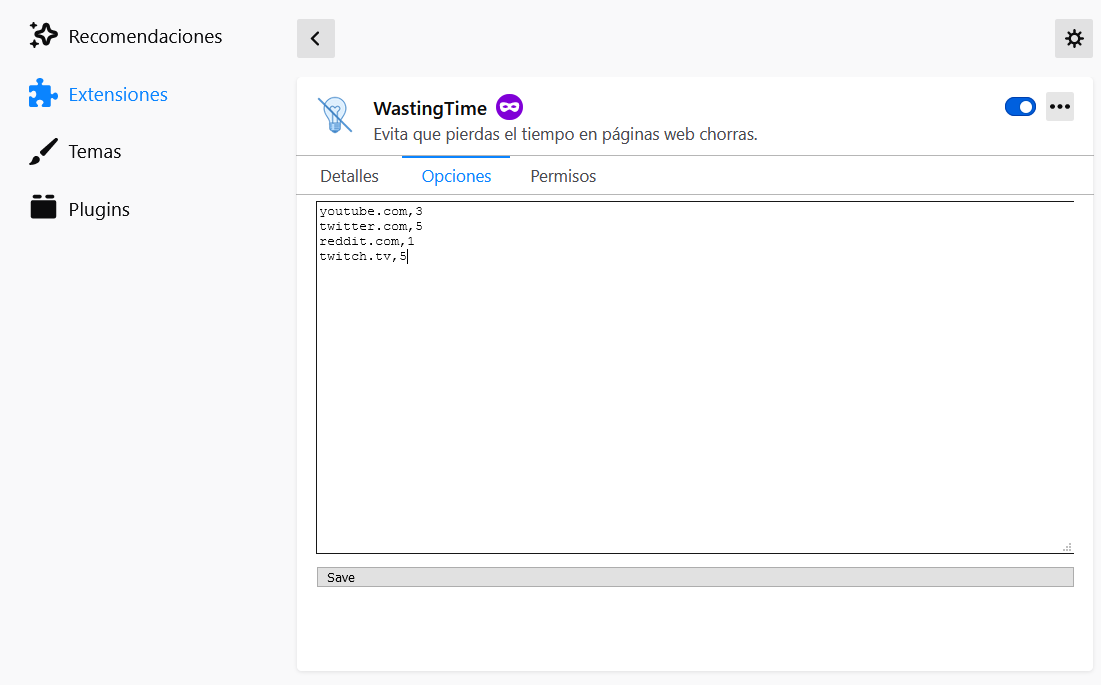 Recomendaciones
Extensiones
Temas
Plugins
WastingTime
Evita que pierdas el tiempo en páginas web chorras.
Detalles
Opciones
Permisos
youtube.com,3
twitter.com,5
reddit.com,1
twitch.tv,5
Save